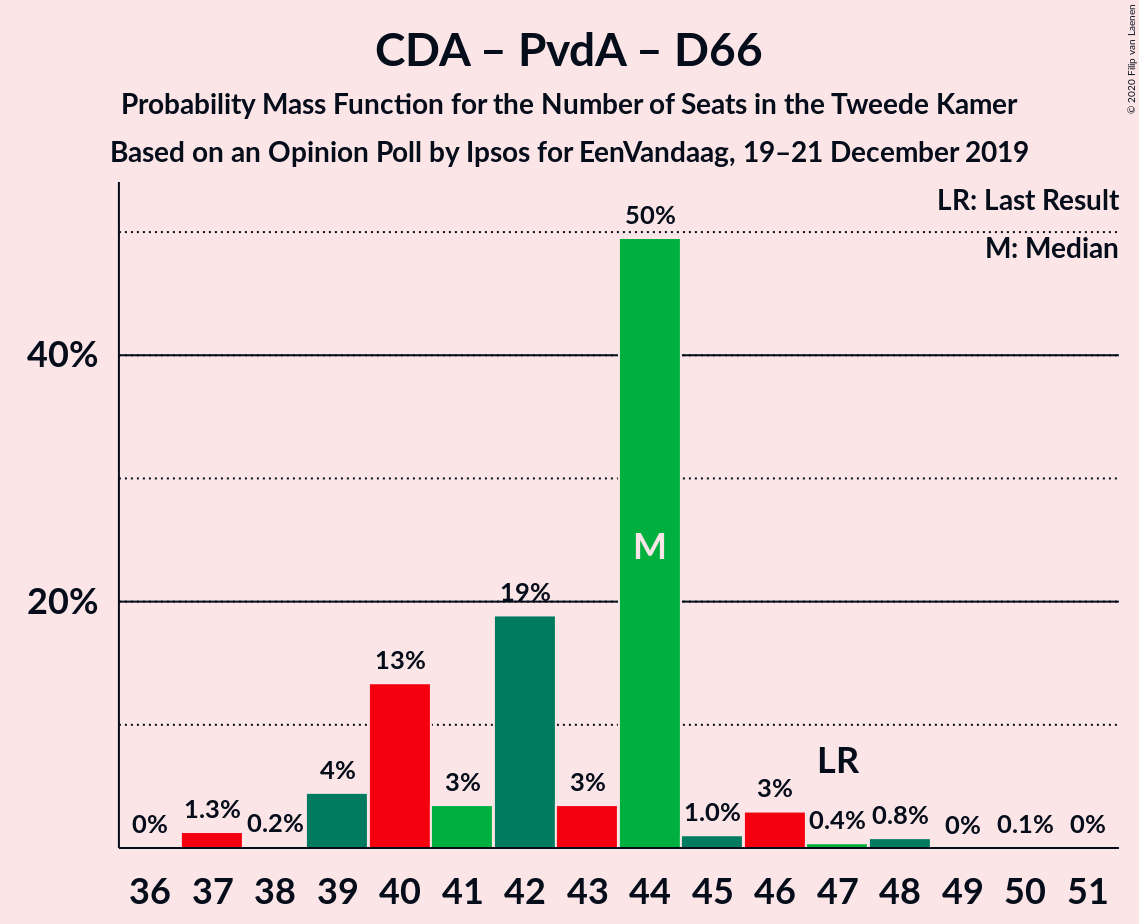 CDA – PvdA – D66
Probability Mass Function for the Number of Seats in the Tweede Kamer
Based on an Opinion Poll by Ipsos for EenVandaag, 19–21 December 2019
© 2020 Filip van Laenen
LR: Last Result
M: Median
40%
20%
0%
1.3%
0.2%
4%
13%
3%
19%
3%
50%
M
1.0%
3%
LR
0.4%
0.8%
0%
0.1%
0%
36 37 38 39 40 41 42 43 44 45 46 47 48 49 50 51